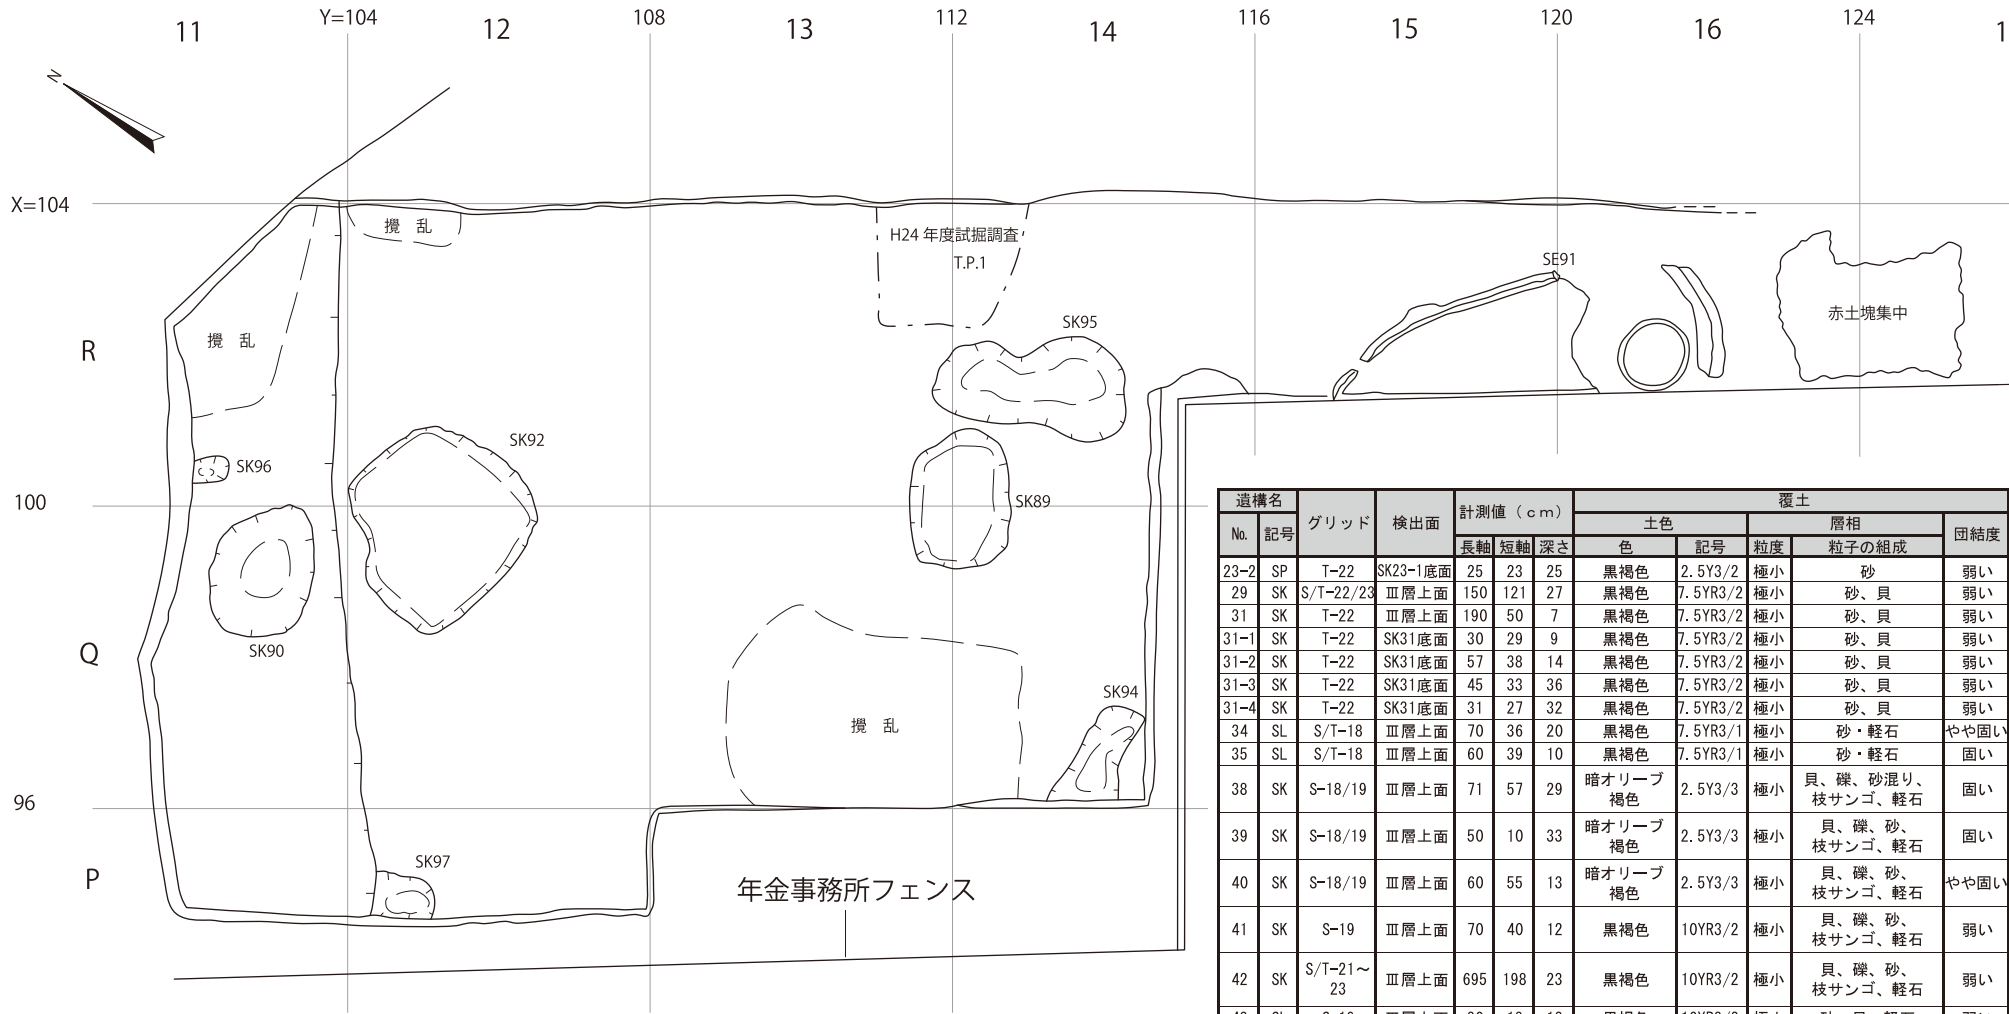 11 Y=104 12 108 13 112 14 116 15 120 16 124 1
N
X=104
攪 乱
H24 年度試掘調査
T.P.1
SE91
赤土塊集中
SK95
攪 乱
R
SK92
SK96
SK89
100
SK90
Q
SK94
攪 乱
96
SK97
P
年金事務所フェンス
遺構名 グリッド 検出面 計測値（ｃｍ） 覆土
土色 層相 団結度
No. 記号 長軸 短軸 深さ 色 記号 粒度 粒子の組成
23-2 SP T-22 SK23-1底面 25 23 25 黒褐色 2.5Y3/2 極小 砂 弱い
29 SK S/T-22/23 Ⅲ層上面 150 121 27 黒褐色 7.5YR3/2 極小 砂、貝 弱い
31 SK T-22 Ⅲ層上面 190 50 7 黒褐色 7.5YR3/2 極小 砂、貝 弱い
31-1 SK T-22 SK31底面 30 29 9 黒褐色 7.5YR3/2 極小 砂、貝 弱い
31-2 SK T-22 SK31底面 57 38 14 黒褐色 7.5YR3/2 極小 砂、貝 弱い
31-3 SK T-22 SK31底面 45 33 36 黒褐色 7.5YR3/2 極小 砂、貝 弱い
31-4 SK T-22 SK31底面 31 27 32 黒褐色 7.5YR3/2 極小 砂、貝 弱い
34 SL S/T-18 Ⅲ層上面 70 36 20 黒褐色 7.5YR3/1 極小 砂・軽石 やや固い
35 SL S/T-18 Ⅲ層上面 60 39 10 黒褐色 7.5YR3/1 極小 砂・軽石 固い
38 SK S-18/19 Ⅲ層上面 71 57 29 暗オリーブ褐色 2.5Y3/3 極小 貝、礫、砂混り、枝サンゴ、軽石 固い
39 SK S-18/19 Ⅲ層上面 50 10 33 暗オリーブ褐色 2.5Y3/3 極小 貝、礫、砂、枝サンゴ、軽石 固い
40 SK S-18/19 Ⅲ層上面 60 55 13 暗オリーブ褐色 2.5Y3/3 極小 貝、礫、砂、枝サンゴ、軽石 やや固い
41 SK S-19 Ⅲ層上面 70 40 12 黒褐色 10YR3/2 極小 貝、礫、砂、枝サンゴ、軽石 弱い
42 SK S/T-21～23 Ⅲ層上面 695 198 23 黒褐色 10YR3/2 極小 貝、礫、砂、枝サンゴ、軽石 弱い